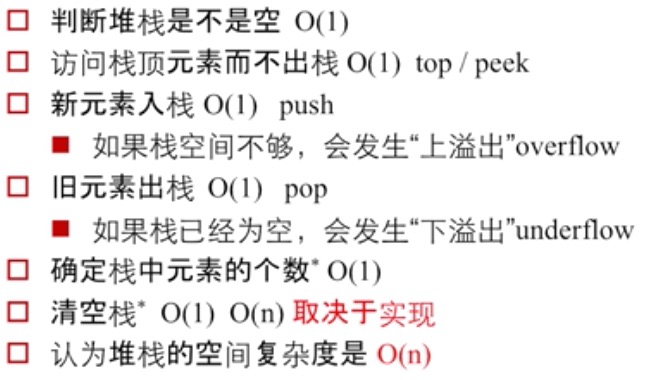 判断堆栈是不是空 O(1)
访问栈顶元素而不出栈 O(1) top / peek
新元素入栈 O(1) push
如果栈空间不够，会发生“上溢出”overflow
旧元素出栈 O(1) pop
如果栈已经为空，会发生“下溢出”underflow
确定栈中元素的个数* O(1)
清空栈* O(1) O(n) 取决于实现
认为堆栈的空间复杂度是 O(n)